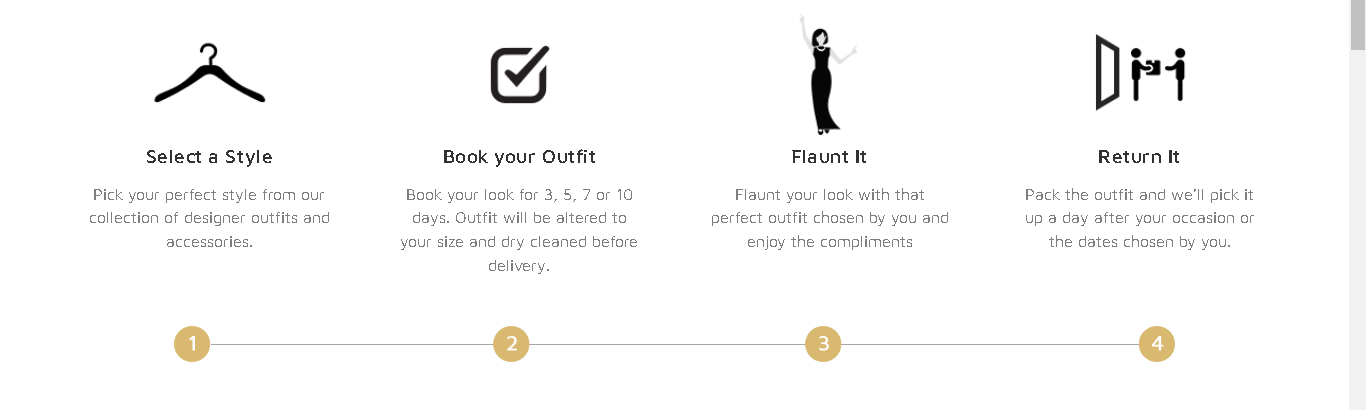 Select a Style
Pick your perfect style from our
collection of designer outfits and
accessories.
Book your Outfit
Book your look for 3, 5, 7 or 10
days. Outfit will be altered to
your size and dry cleaned before
delivery.
Flaunt It
Flaunt your look with that
perfect outfit chosen by you and
enjoy the compliments
Return It
Pack the outfit and we'll pick it
up a day after your occasion or
the dates chosen by you.
1
2
3
4